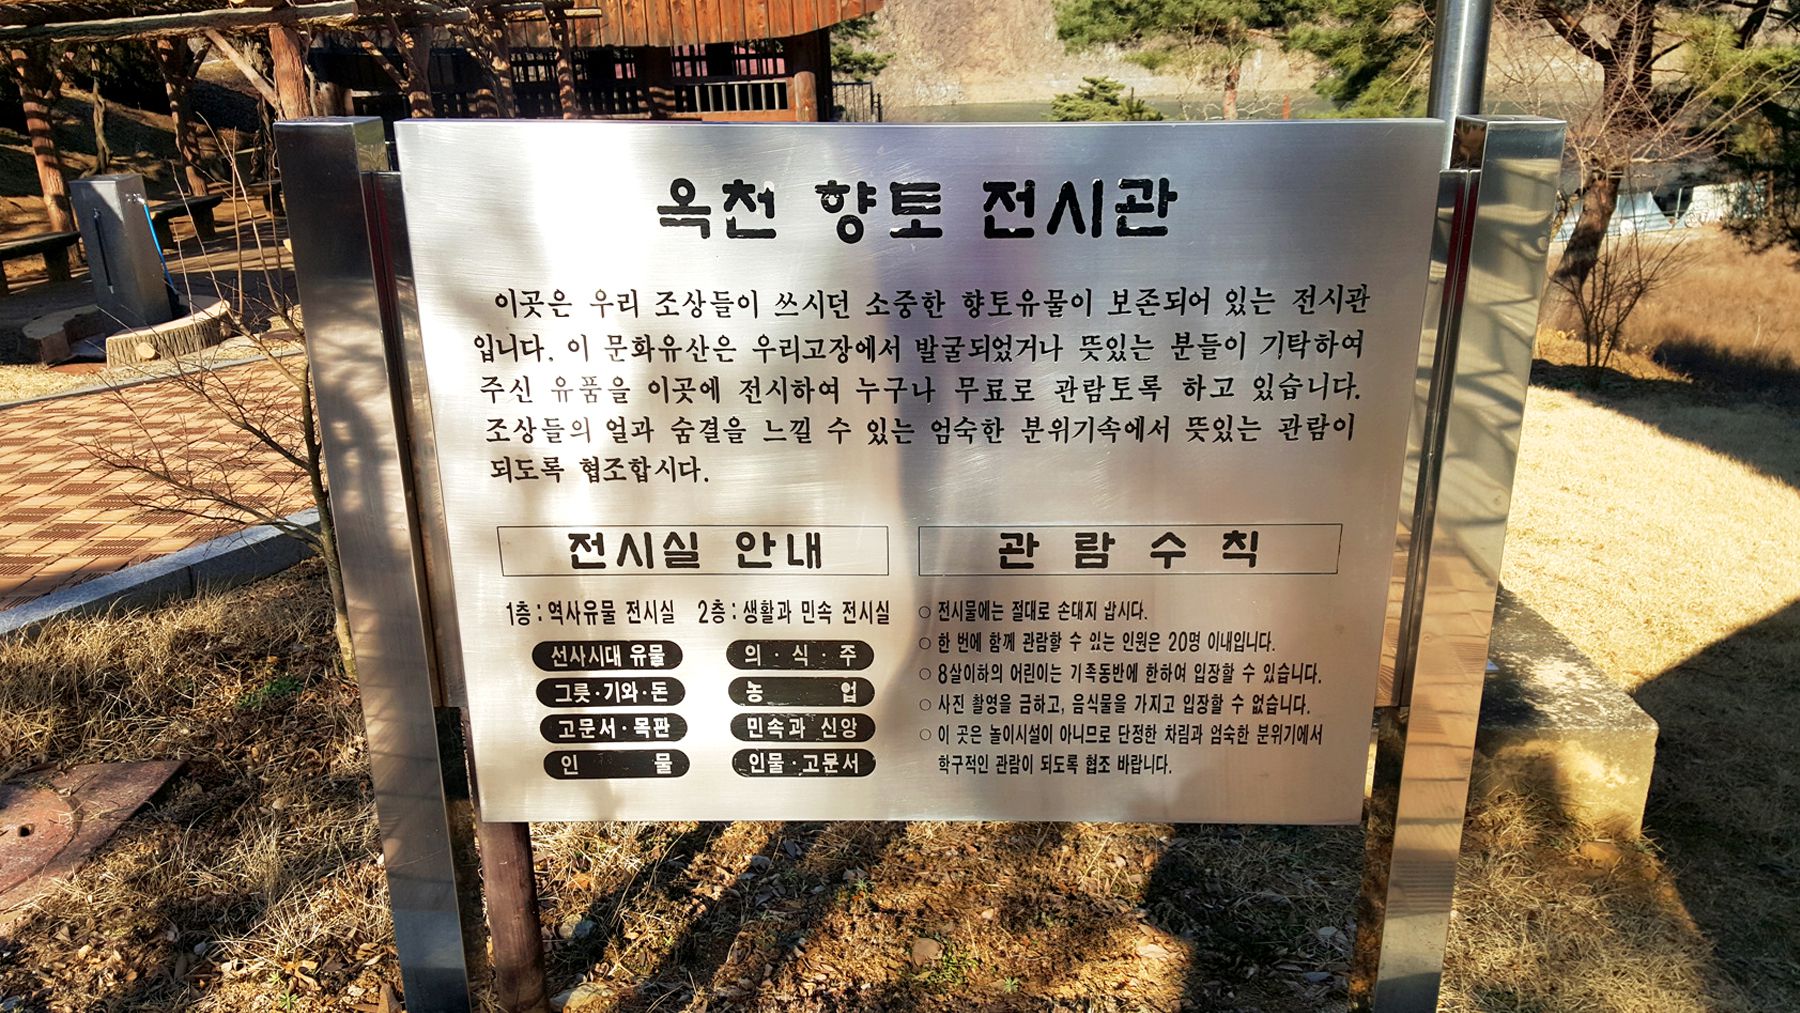 옥천 향토 전시관
이곳은 우리 조상들이 쓰시던 소중한 향토유물이 보존되어 있는 전시관
입니다. 이 문화유산은 우리고장에서 발굴되었거나 뜻있는 분들이 기탁하여
주신 유품을 이곳에 전시하여 누구나 무료로 관람토록 하고 있습니다.
조상들의 얼과 숨결을 느낄 수 있는 엄숙한 분위기속에서 뜻있는 관람이
되도록 협조합시다.
전시실 안내
1층 : 역사유물 전시실 2층 : 생활과 민속 전시실
선사시대 유물 의 · 식 · 주
그릇·기와·돈 농 업
고문서·목판 민속과 신앙
인 물 인물·고문서
관 람 수 칙
○ 전시물에는 절대로 손대지 맙시다.
○ 한 번에 함께 관람할 수 있는 인원은 20명 이내입니다.
○ 8살이하의 어린이는 가족동반에 한하여 입장할 수 있습니다.
○ 사진 촬영을 금하고, 음식물을 가지고 입장할 수 없습니다.
○ 이 곳은 놀이시설이 아니므로 단정한 차림과 엄숙한 분위기에서
학구적인 관람이 되도록 협조 바랍니다.